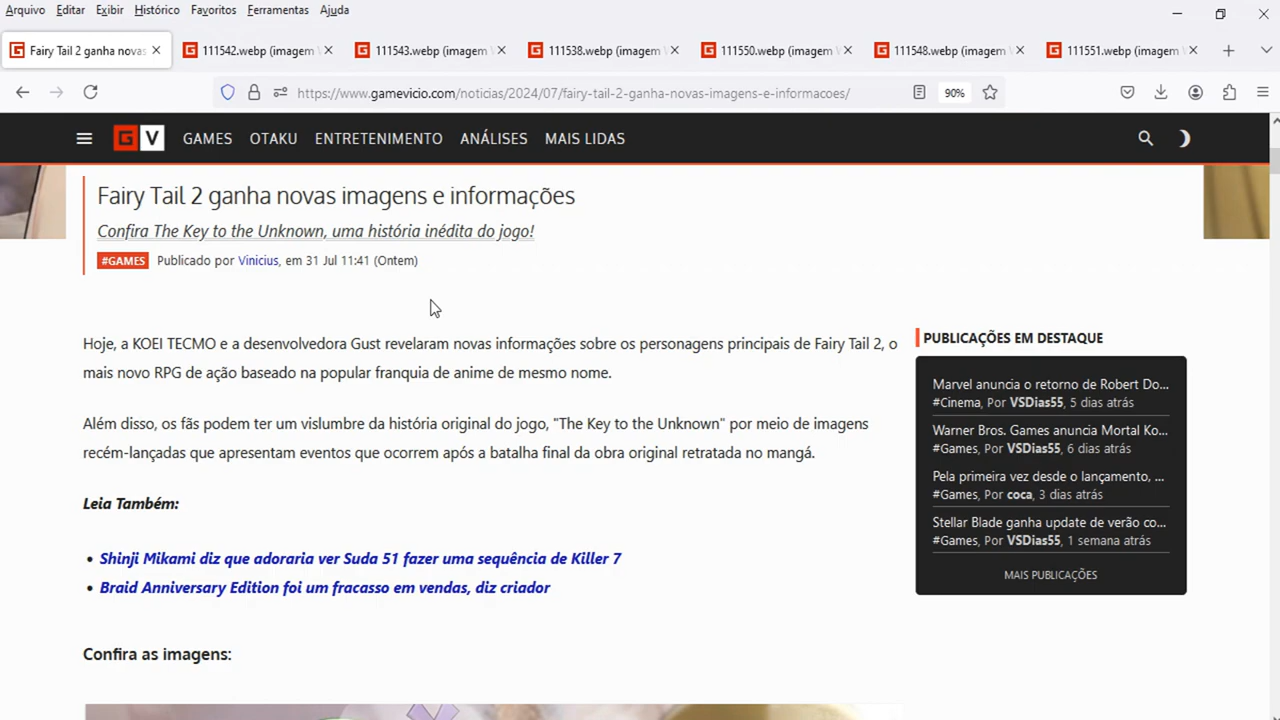 Arquivo Editar Exibir Histórico Favoritos Ferramentas Ajuda
Fairy Tail 2 ganha novas
111542.webp (imagem
111543.webp (imagem
111538.webp (imagem
111550.webp (imagem
111548.webp (imagem
111551.webp (imagem
https://www.gamevicio.com/noticias/2024/07/fairy-tail-2-ganha-novas-imagens-e-informacoes/
90%
G V GAMES OTAKU ENTRETENIMENTO ANÁLISES MAIS LIDAS
Fairy Tail 2 ganha novas imagens e informações
Confira The Key to the Unknown, uma história inédita do jogo!
#GAMES Publicado por Vinicius, em 31 Jul 11:41 (Ontem)
Hoje, a KOEI TECMO e a desenvolvedora Gust revelaram novas informações sobre os personagens principais de Fairy Tail 2, o
mais novo RPG de ação baseado na popular franquia de anime de mesmo nome.
Além disso, os fãs podem ter um vislumbre da história original do jogo, "The Key to the Unknown" por meio de imagens
recém-lançadas que apresentam eventos que ocorrem após a batalha final da obra original retratada no mangá.
Leia Também:
• Shinji Mikami diz que adoraria ver Suda 51 fazer uma sequência de Killer 7
• Braid Anniversary Edition foi um fracasso em vendas, diz criador
Confira as imagens:
PUBLICAÇÕES EM DESTAQUE
Marvel anuncia o retorno de Robert Do...
#Cinema, Por VSDias55, 5 dias atrás
Warner Bros. Games anuncia Mortal Ko...
#Games, Por VSDias55, 6 dias atrás
Pela primeira vez desde o lançamento, ...
#Games, Por coca, 3 dias atrás
Stellar Blade ganha update de verão co...
#Games, Por VSDias55, 1 semana atrás
MAIS PUBLICAÇÕES